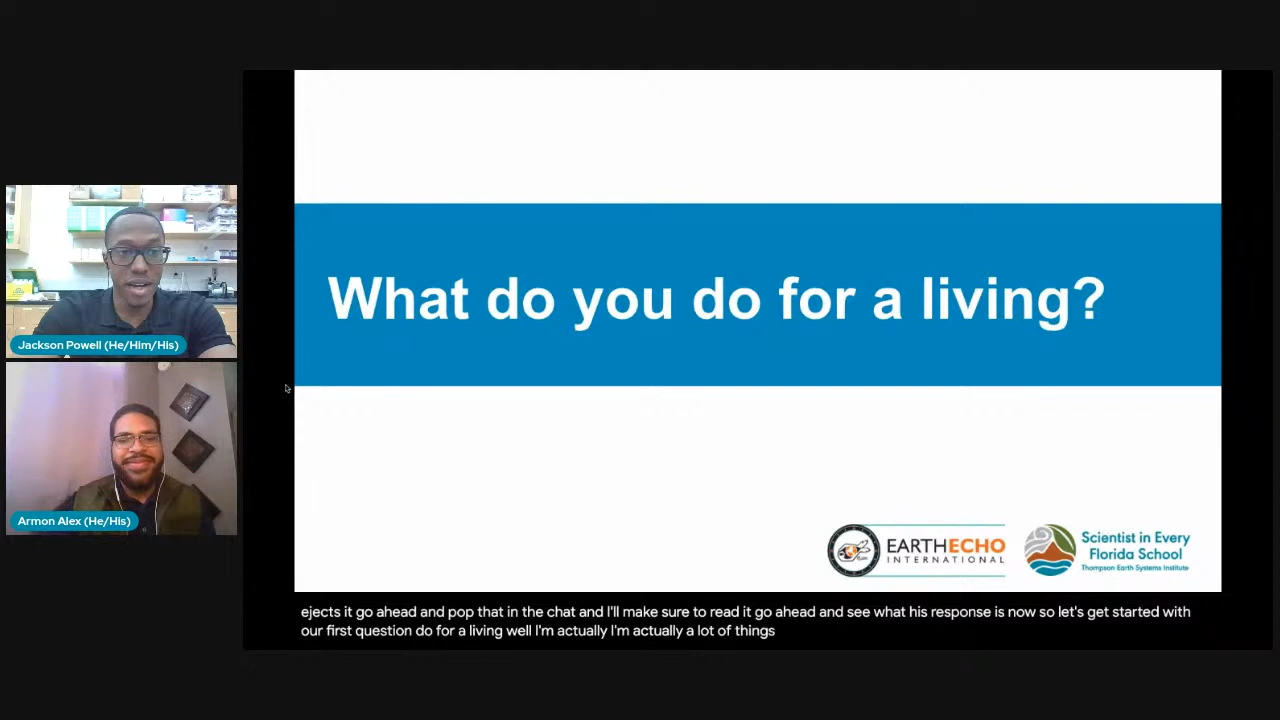 What do you do for a living?
Jackson Powell (He/Him/His)
Armon Alex (He/His)
EARTHECHO
INTERNATIONAL
Scientist in Every
Florida School
Thompson Earth Systems Institute
ejects it go ahead and pop that in the chat and I'll make sure to read it go ahead and see what his response is now so let's get started with
our first question do for a living well I'm actually I'm actually a lot of things